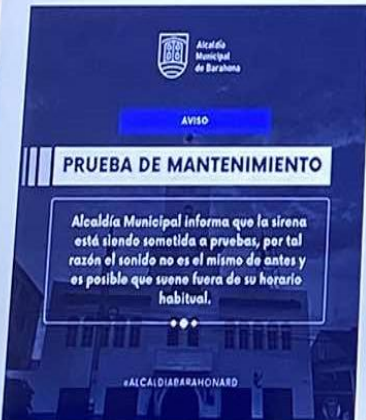 Alcaldía
Municipal
de Barahona
AVISO
PRUEBA DE MANTENIMIENTO
Alcaldía Municipal informa que la sirena
está siendo sometida a pruebas, por tal
razón el sonido no es el mismo de antes y
es posible que suene fuera de su horario
habitual.
@ALCALDIABARAHONARD